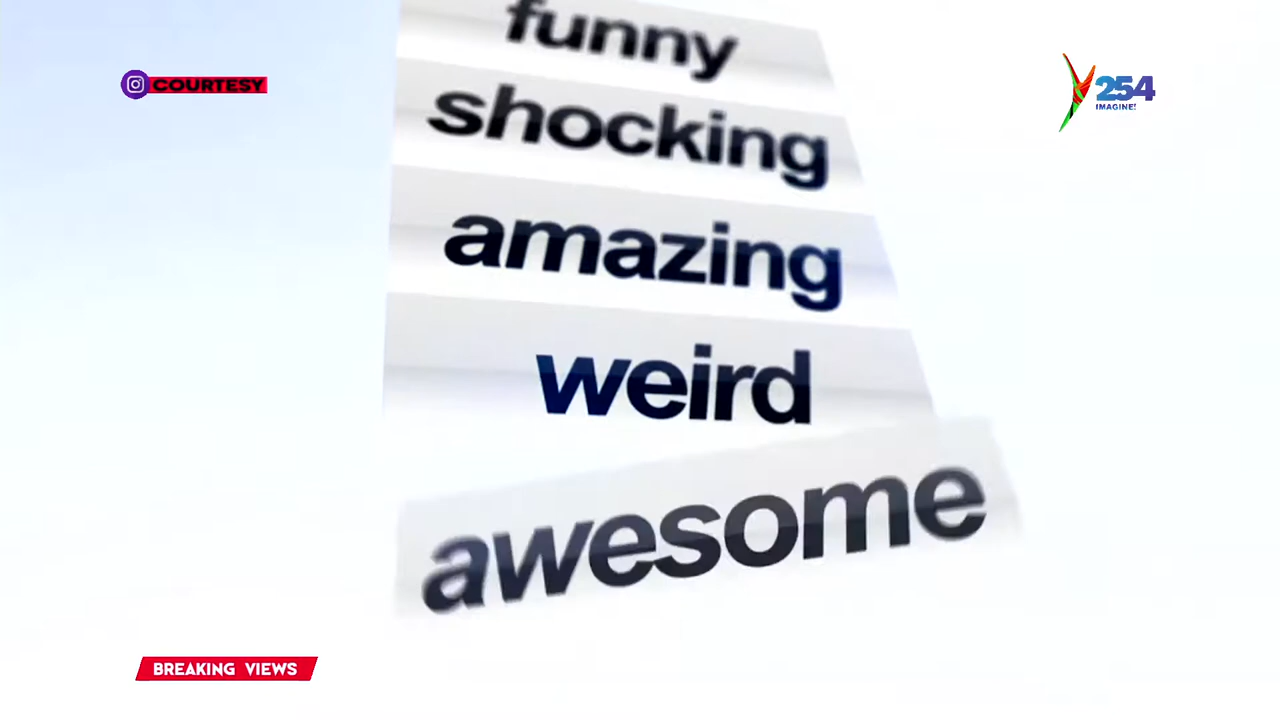 funny
COURTESY
shocking
254
IMAGINE!
amazing
weird
awesome
BREAKING VIEWS